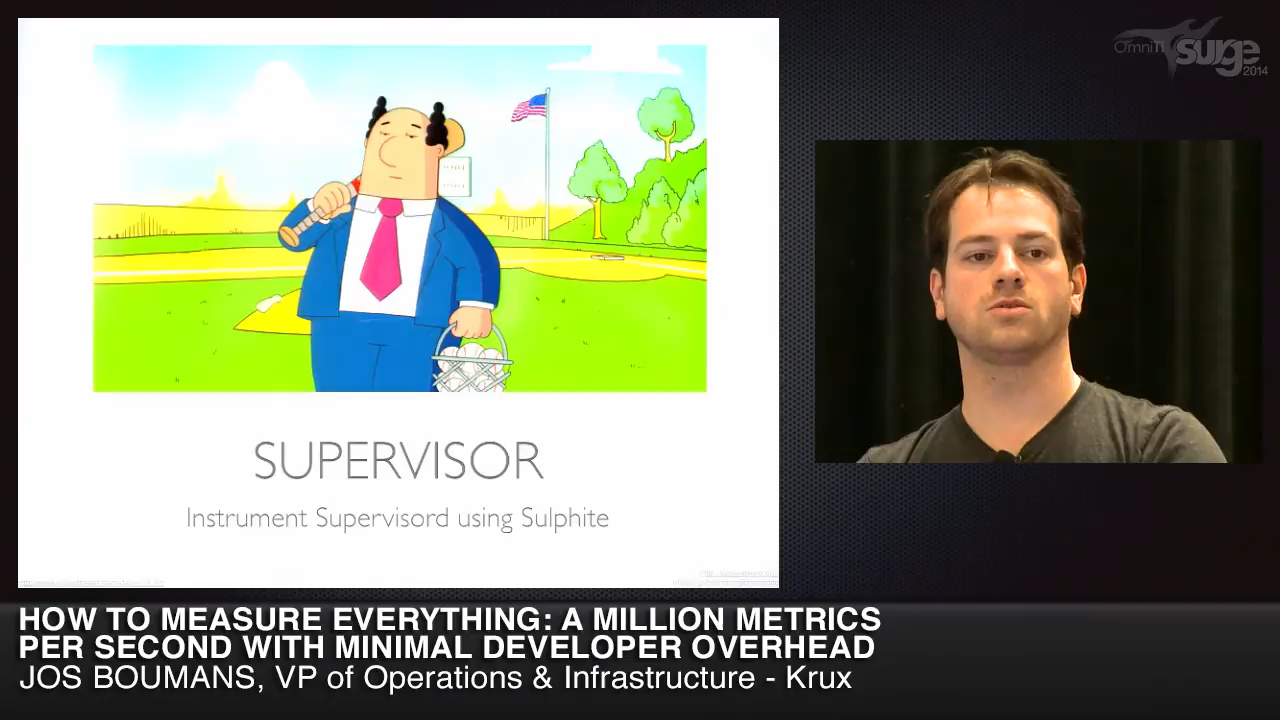 OmniTI
surge
2014
SUPERVISOR
Instrument Supervisord using Sulphite
HOW TO MEASURE EVERYTHING: A MILLION METRICS
PER SECOND WITH MINIMAL DEVELOPER OVERHEAD
JOS BOUMANS, VP of Operations & Infrastructure - Krux